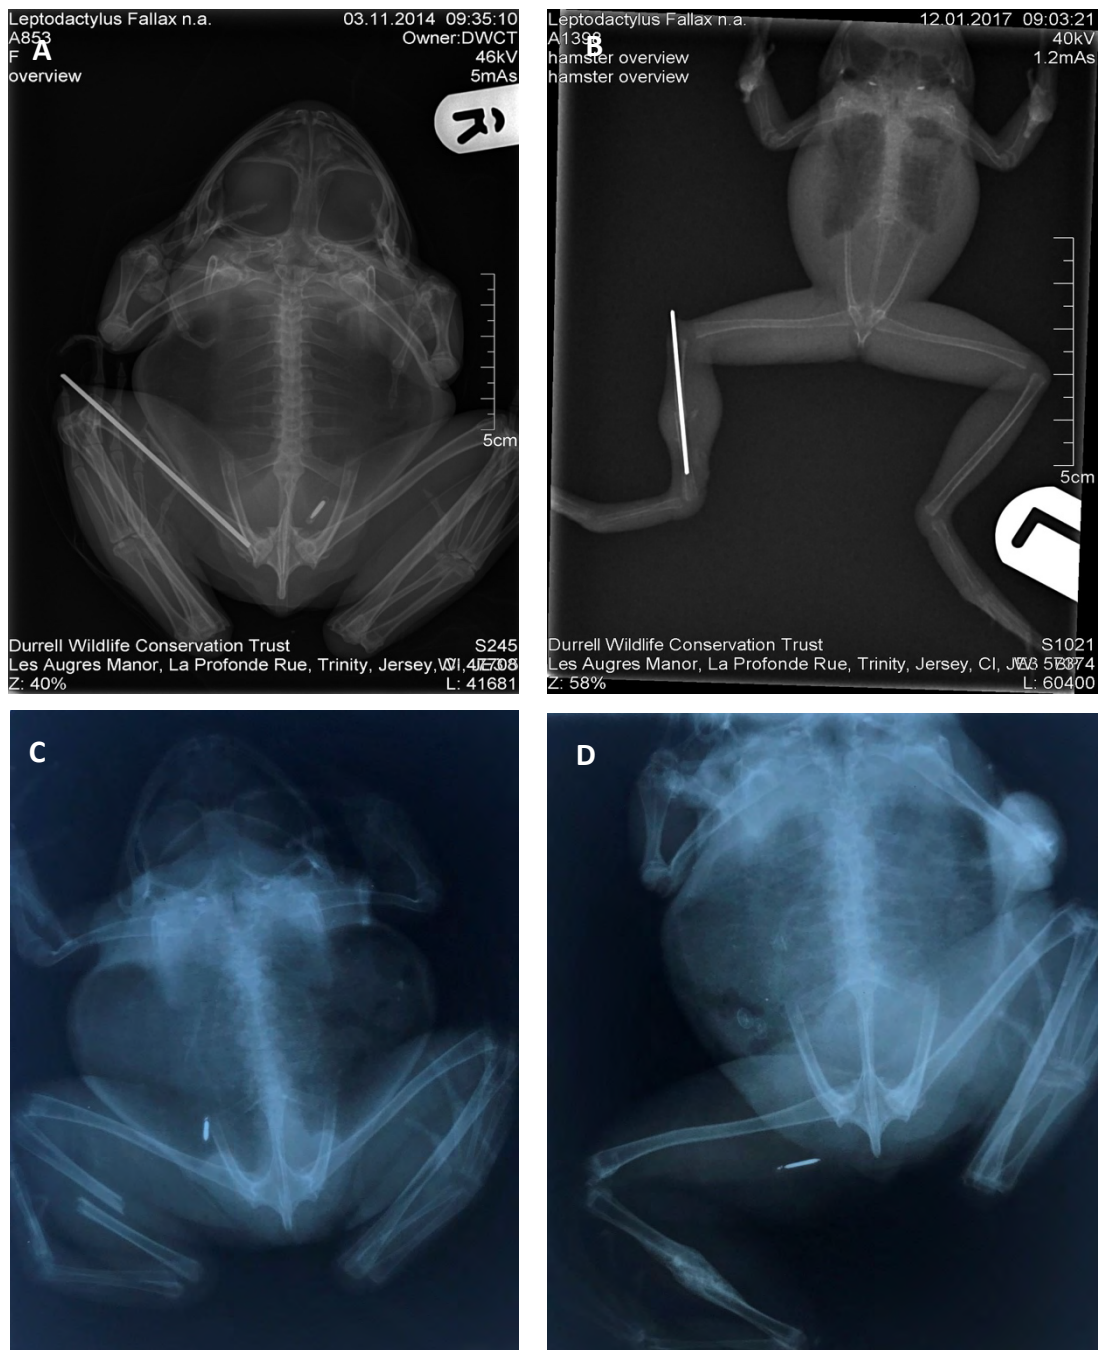 Leptodactylus Fallax n.a. 03.11.2014 09:35:10
A853 Owner:DWCT
A
F 46kV
overview 5mAs
R
5cm
Durrell Wildlife Conservation Trust S245
Les Augres Manor, La Profonde Rue, Trinity, Jersey,
Z: 40% L: 41681
Leptodactylus Fallax n.a. 12.01.2017 09:03:21
40kV
B
hamster overview 1.2mAs
hamster overview
5cm
L
Durrell Wildlife Conservation Trust S1021
Les Augres Manor, La Profonde Rue, Trinity, Jersey, CI,
Z: 58% L: 60400
C
D